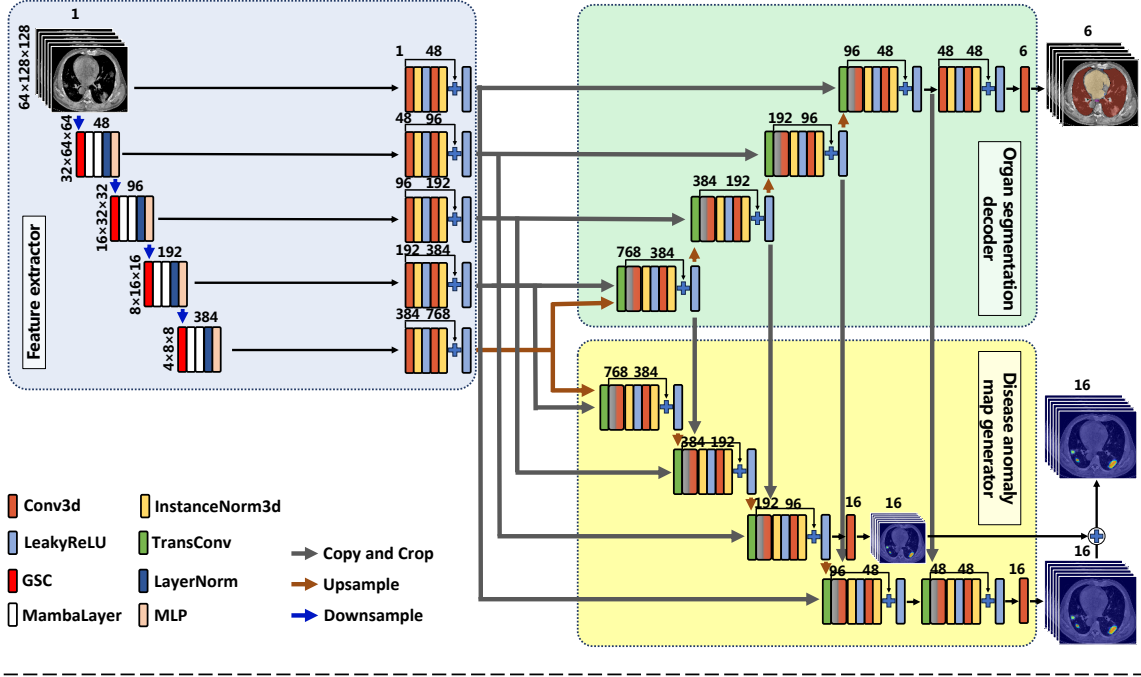 1
64×128×128
1 48
32×64×64
48
48 96
16×32×32
96
96 192
8×16×16
192
192 384
4×8×8
384
384 768
Feature extractor
96 48
48 48
6
6
192 96
384 192
768 384
Organ segmentation
decoder
768 384
384 192
192 96
16
16
96 48
48 48
16
16
16
Disease anomaly
map generator
Conv3d
InstanceNorm3d
LeakyReLU
TransConv
GSC
LayerNorm
MambaLayer
MLP
Copy and Crop
Upsample
Downsample